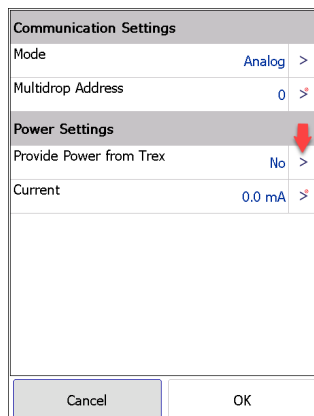 Communication Settings
Mode
Analog >
Multidrop Address
0 >*
Power Settings
Provide Power from Trex
No >
Current
0.0 mA >*
Cancel OK